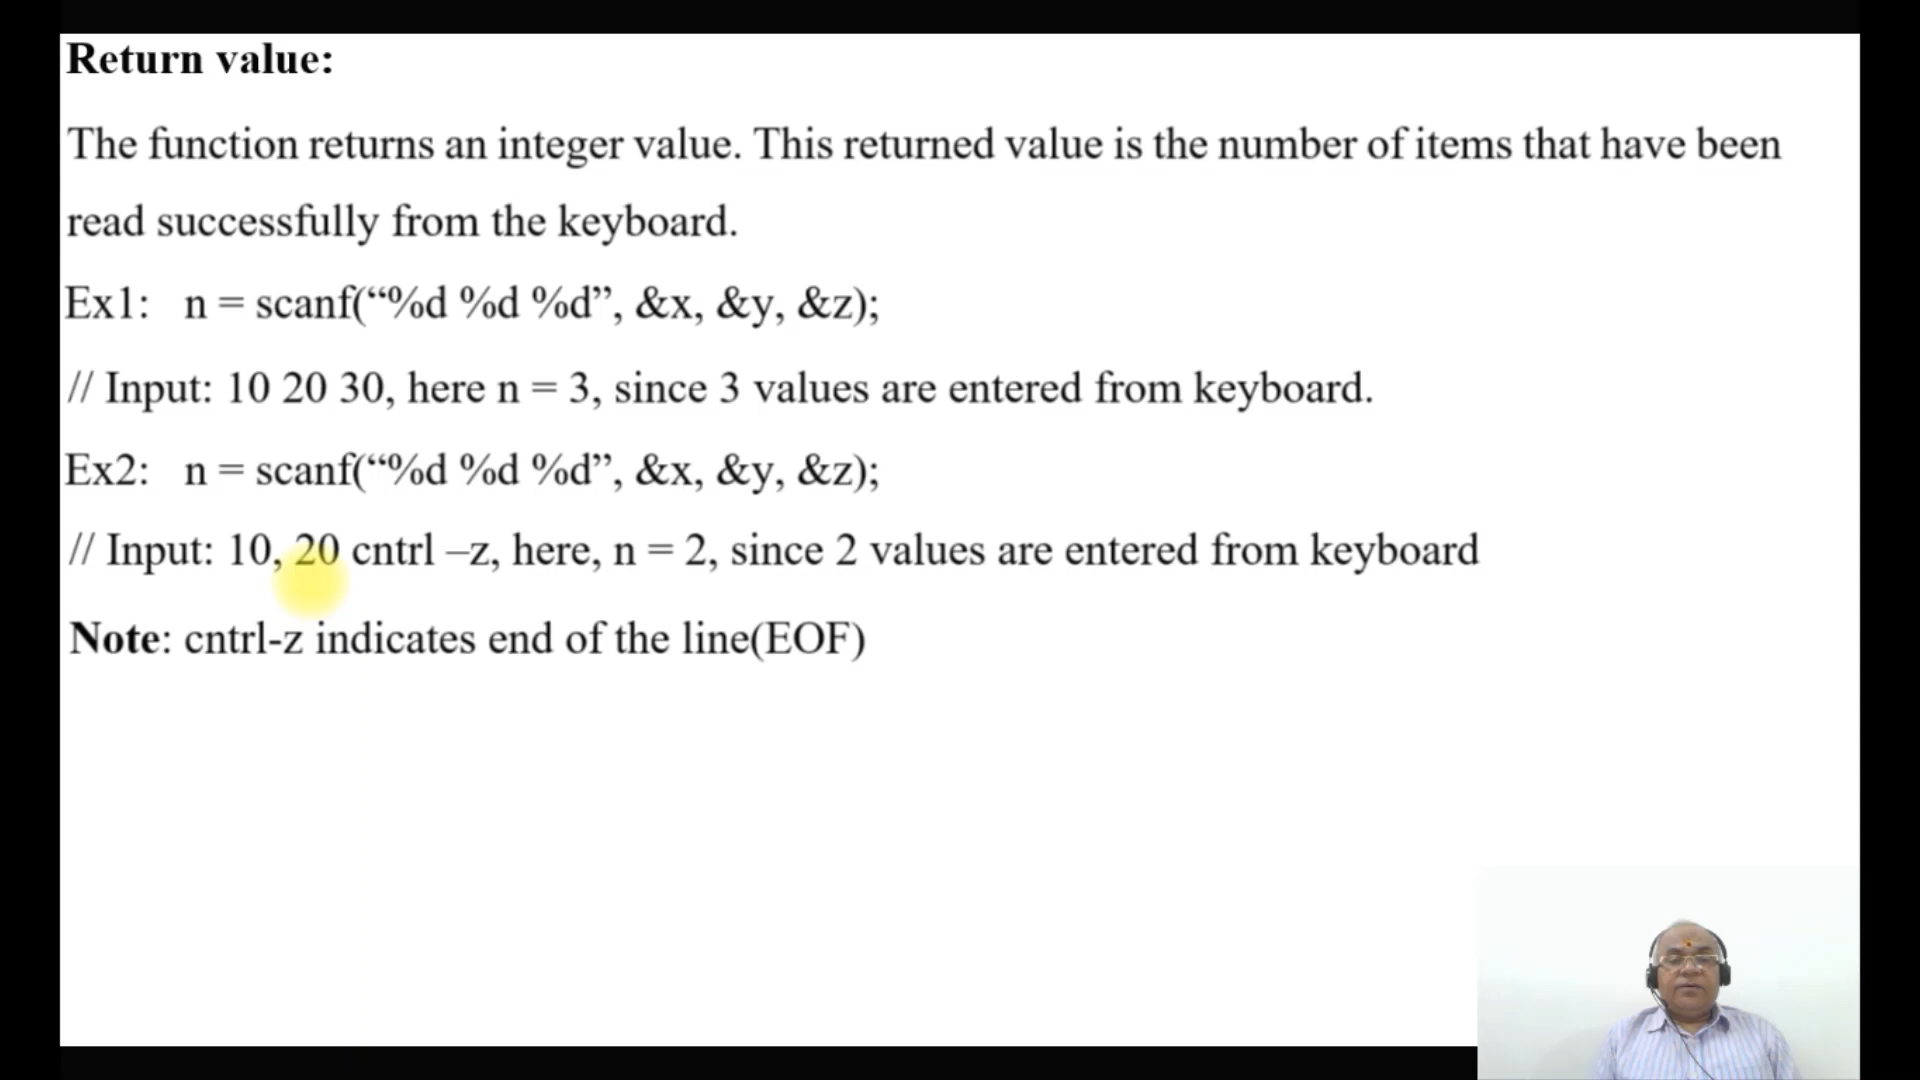 Return value:
The function returns an integer value. This returned value is the number of items that have been
read successfully from the keyboard.
Ex1: n = scanf(“%d %d %d”, &x, &y, &z);
// Input: 10 20 30, here n = 3, since 3 values are entered from keyboard.
Ex2: n = scanf(“%d %d %d”, &x, &y, &z);
// Input: 10, 20 cntrl –z, here, n = 2, since 2 values are entered from keyboard
Note: cntrl-z indicates end of the line(EOF)